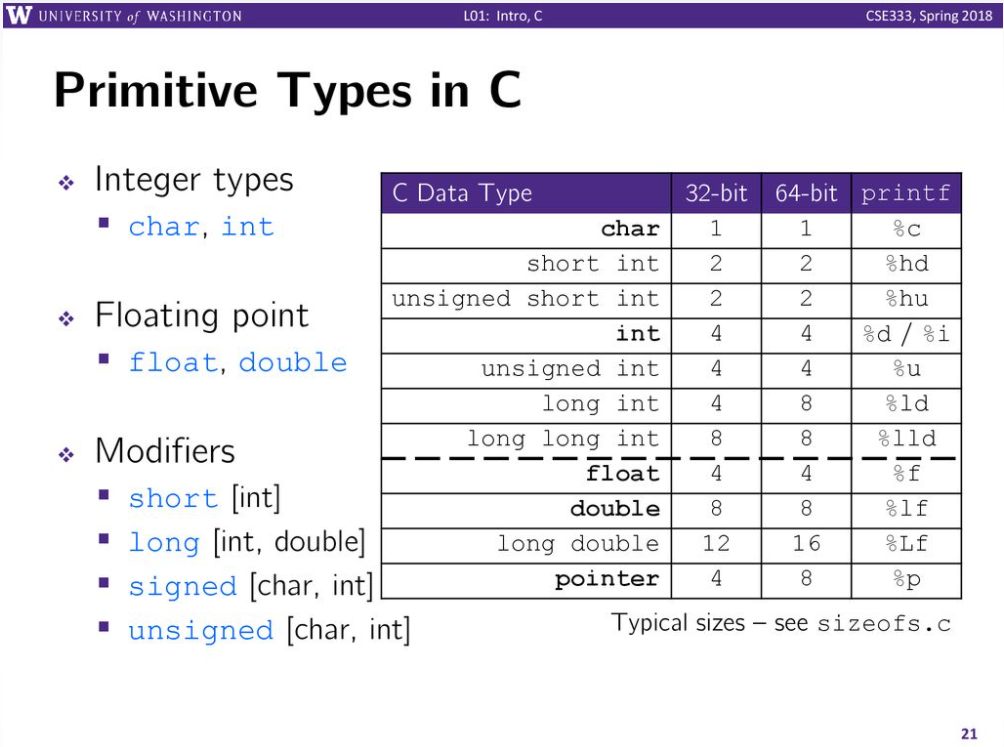 W UNIVERSITY of WASHINGTON L01: Intro, C CSE333, Spring 2018
Primitive Types in C
Integer types
char, int
Floating point
float, double
Modifiers
short [int]
long [int, double]
signed [char, int]
unsigned [char, int]
C Data Type 32-bit 64-bit printf
char 1 1 %c
short int 2 2 %hd
unsigned short int 2 2 %hu
int 4 4 %d / %i
unsigned int 4 4 %u
long int 4 8 %ld
long long int 8 8 %lld
float 4 4 %f
double 8 8 %lf
long double 12 16 %Lf
pointer 4 8 %p
Typical sizes – see sizeofs.c
21